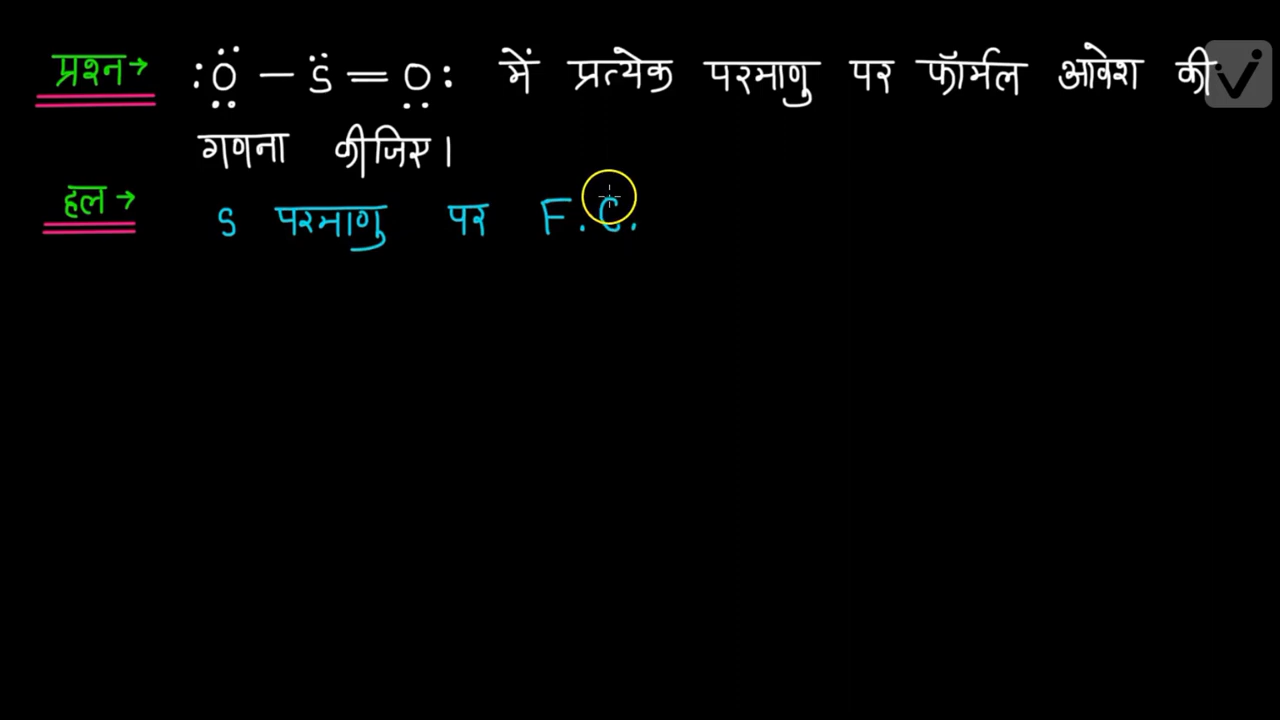 प्रश्न→ :Ö̤ — S̈ = O̤: में प्रत्येक परमाणु पर फॉर्मल आवेश की
गणना कीजिए।
हल→ S परमाणु पर F.C.